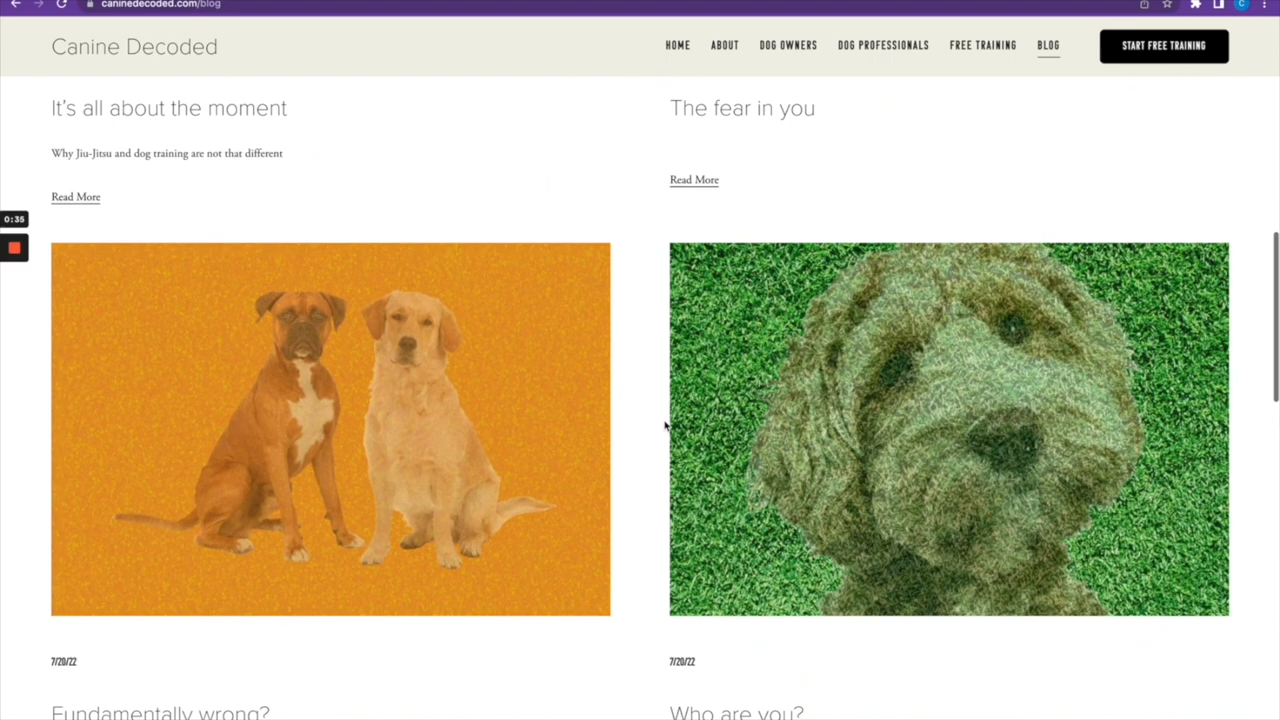 caninedecoded.com/blog
C
Canine Decoded
HOME ABOUT DOG OWNERS DOG PROFESSIONALS FREE TRAINING BLOG START FREE TRAINING
It's all about the moment
Why Jiu-Jitsu and dog training are not that different
Read More
The fear in you
Read More
0:35
7/20/22
Fundamentally wrong?
7/20/22
Who are you?